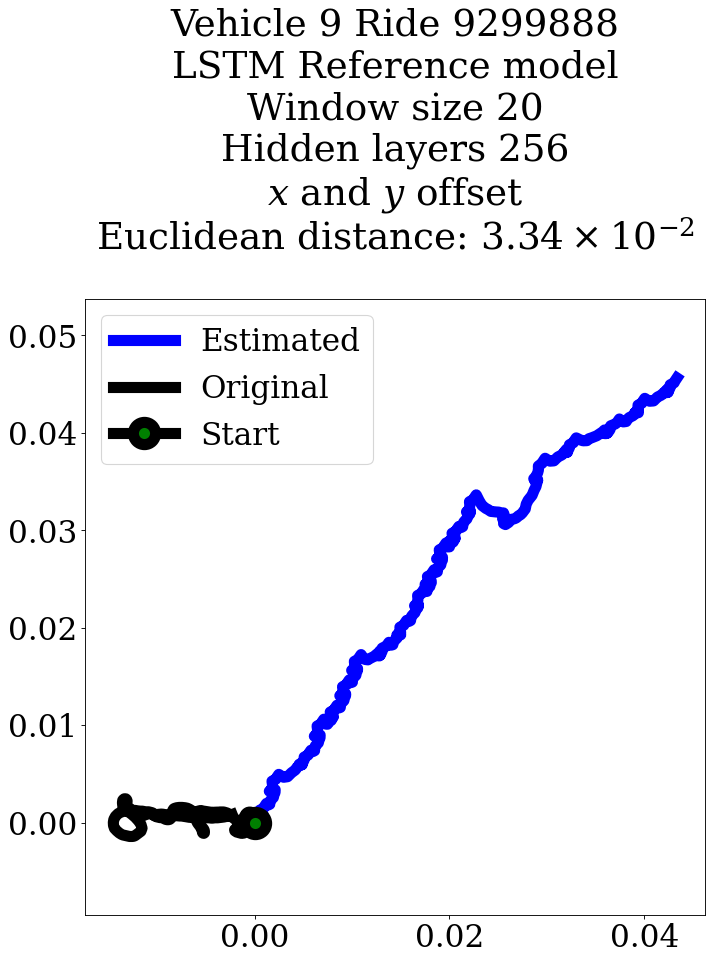 Vehicle 9 Ride 9299888
LSTM Reference model
Window size 20
Hidden layers 256
x and y offset
Euclidean distance: 3.34 × 10⁻²
Estimated
Original
Start
0.05
0.04
0.03
0.02
0.01
0.00
0.00 0.02 0.04